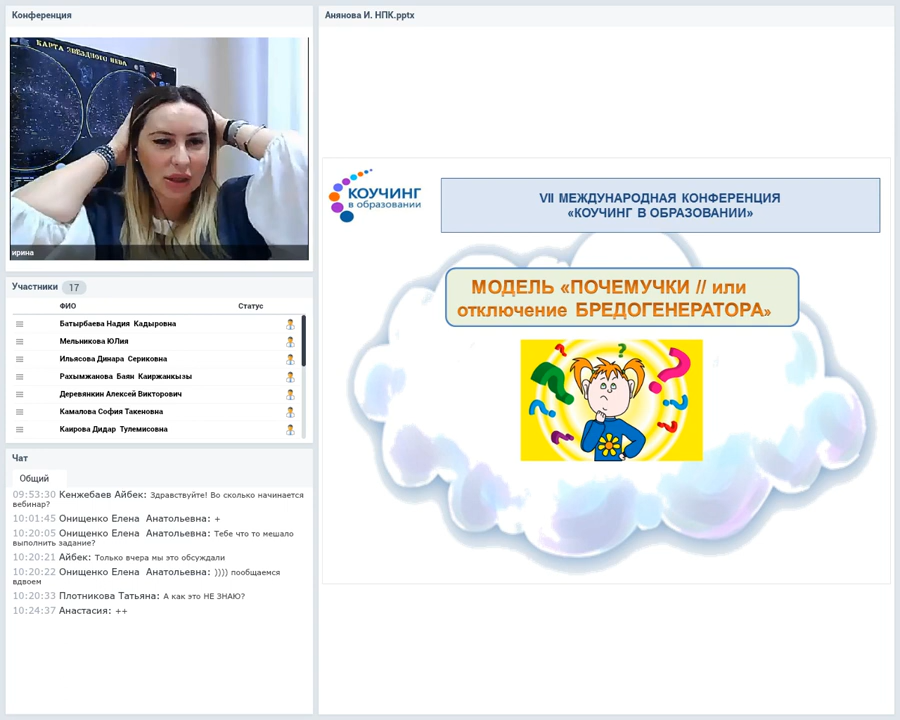 Конференция
КАРТА ЗВЕЗДНОГО НЕБА
ирина
Участники 17
ФИО Статус
Батырбаева Надия Кадыровна
Мельникова ЮЛия
Ильясова Динара Сериковна
Рахымжанова Баян Каиржанкызы
Деревянкин Алексей Викторович
Камалова София Такеновна
Каирова Дидар Тулемисовна
Чат
Общий
09:53:30 Кенжебаев Айбек: Здравствуйте! Во сколько начинается
вебинар?
10:01:45 Онищенко Елена Анатольевна: +
10:20:05 Онищенко Елена Анатольевна: Тебе что то мешало
выполнить задание?
10:20:21 Айбек: Только вчера мы это обсуждали
10:20:22 Онищенко Елена Анатольевна: )))) пообщаемся
вдвоем
10:20:33 Плотникова Татьяна: А как это НЕ ЗНАЮ?
10:24:37 Анастасия: ++
Анянова И. НПК.pptx
КОУЧИНГ
в образовании
VII МЕЖДУНАРОДНАЯ КОНФЕРЕНЦИЯ
«КОУЧИНГ В ОБРАЗОВАНИИ»
МОДЕЛЬ «ПОЧЕМУЧКИ // или
отключение БРЕДОГЕНЕРАТОРА»